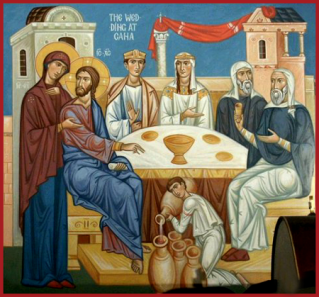 THE WED
DING AT
CANA
IC XC